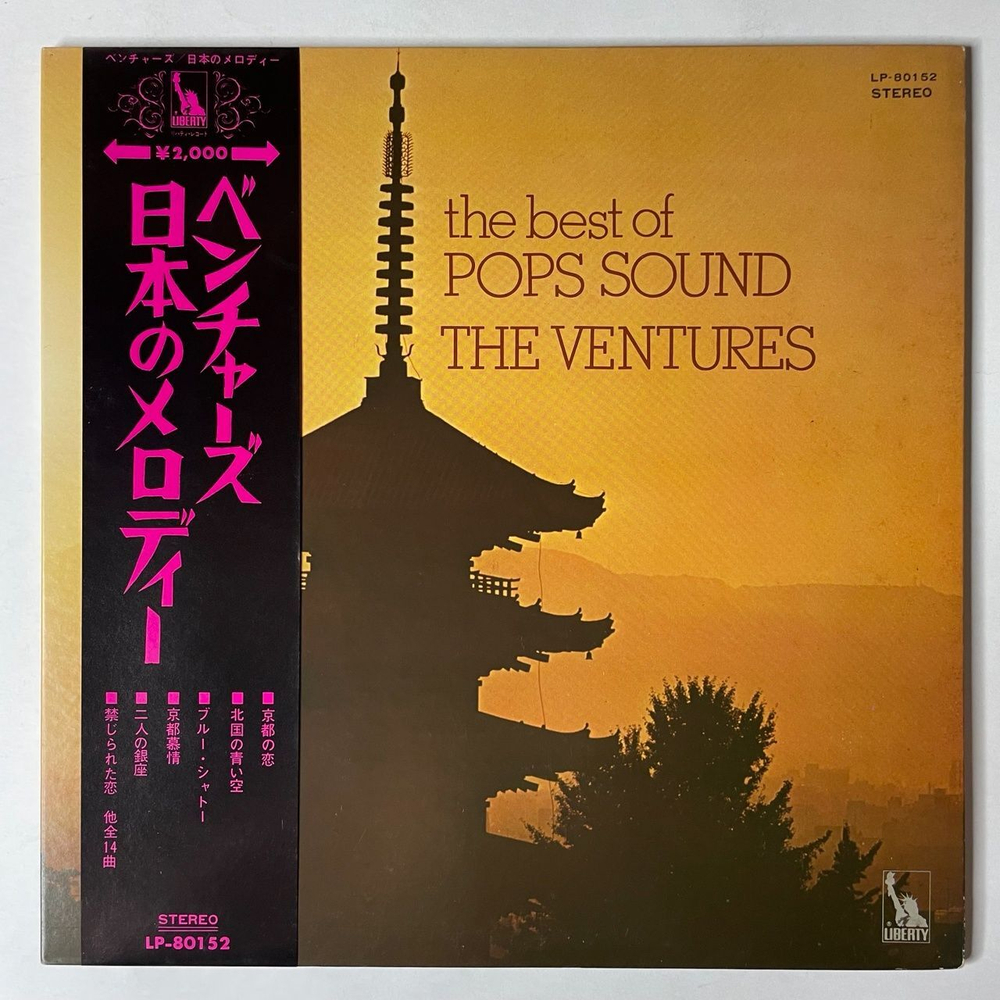 ベンチャーズ/日本のメロディー
LIBERTY
¥2,000
ベンチャーズ
日本のメロディー
■京都の恋
■北国の青い空
■ブルー・シャトー
■京都慕情
■二人の銀座
■禁じられた恋 他全14曲
STEREO
LP-80152
LP-80152
STEREO
the best of
POPS SOUND
THE VENTURES
LIBERTY